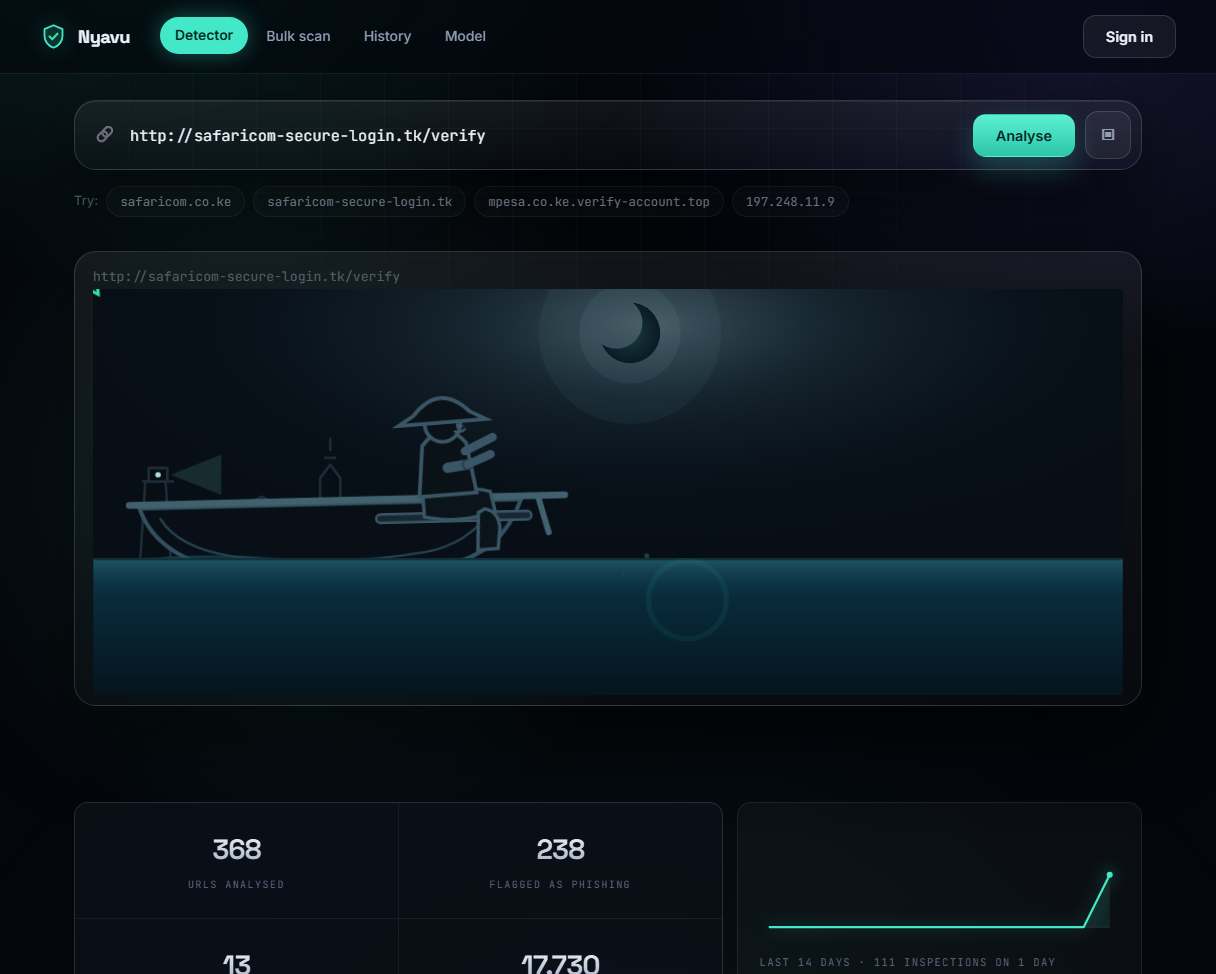 Nyavu Detector Bulk scan History Model Sign in
http://safaricom-secure-login.tk/verify Analyse
Try: safaricom.co.ke safaricom-secure-login.tk mpesa.co.ke.verify-account.top 197.248.11.9
http://safaricom-secure-login.tk/verify
368 238
URLS ANALYSED FLAGGED AS PHISHING
13 17,730
LAST 14 DAYS · 111 INSPECTIONS ON 1 DAY